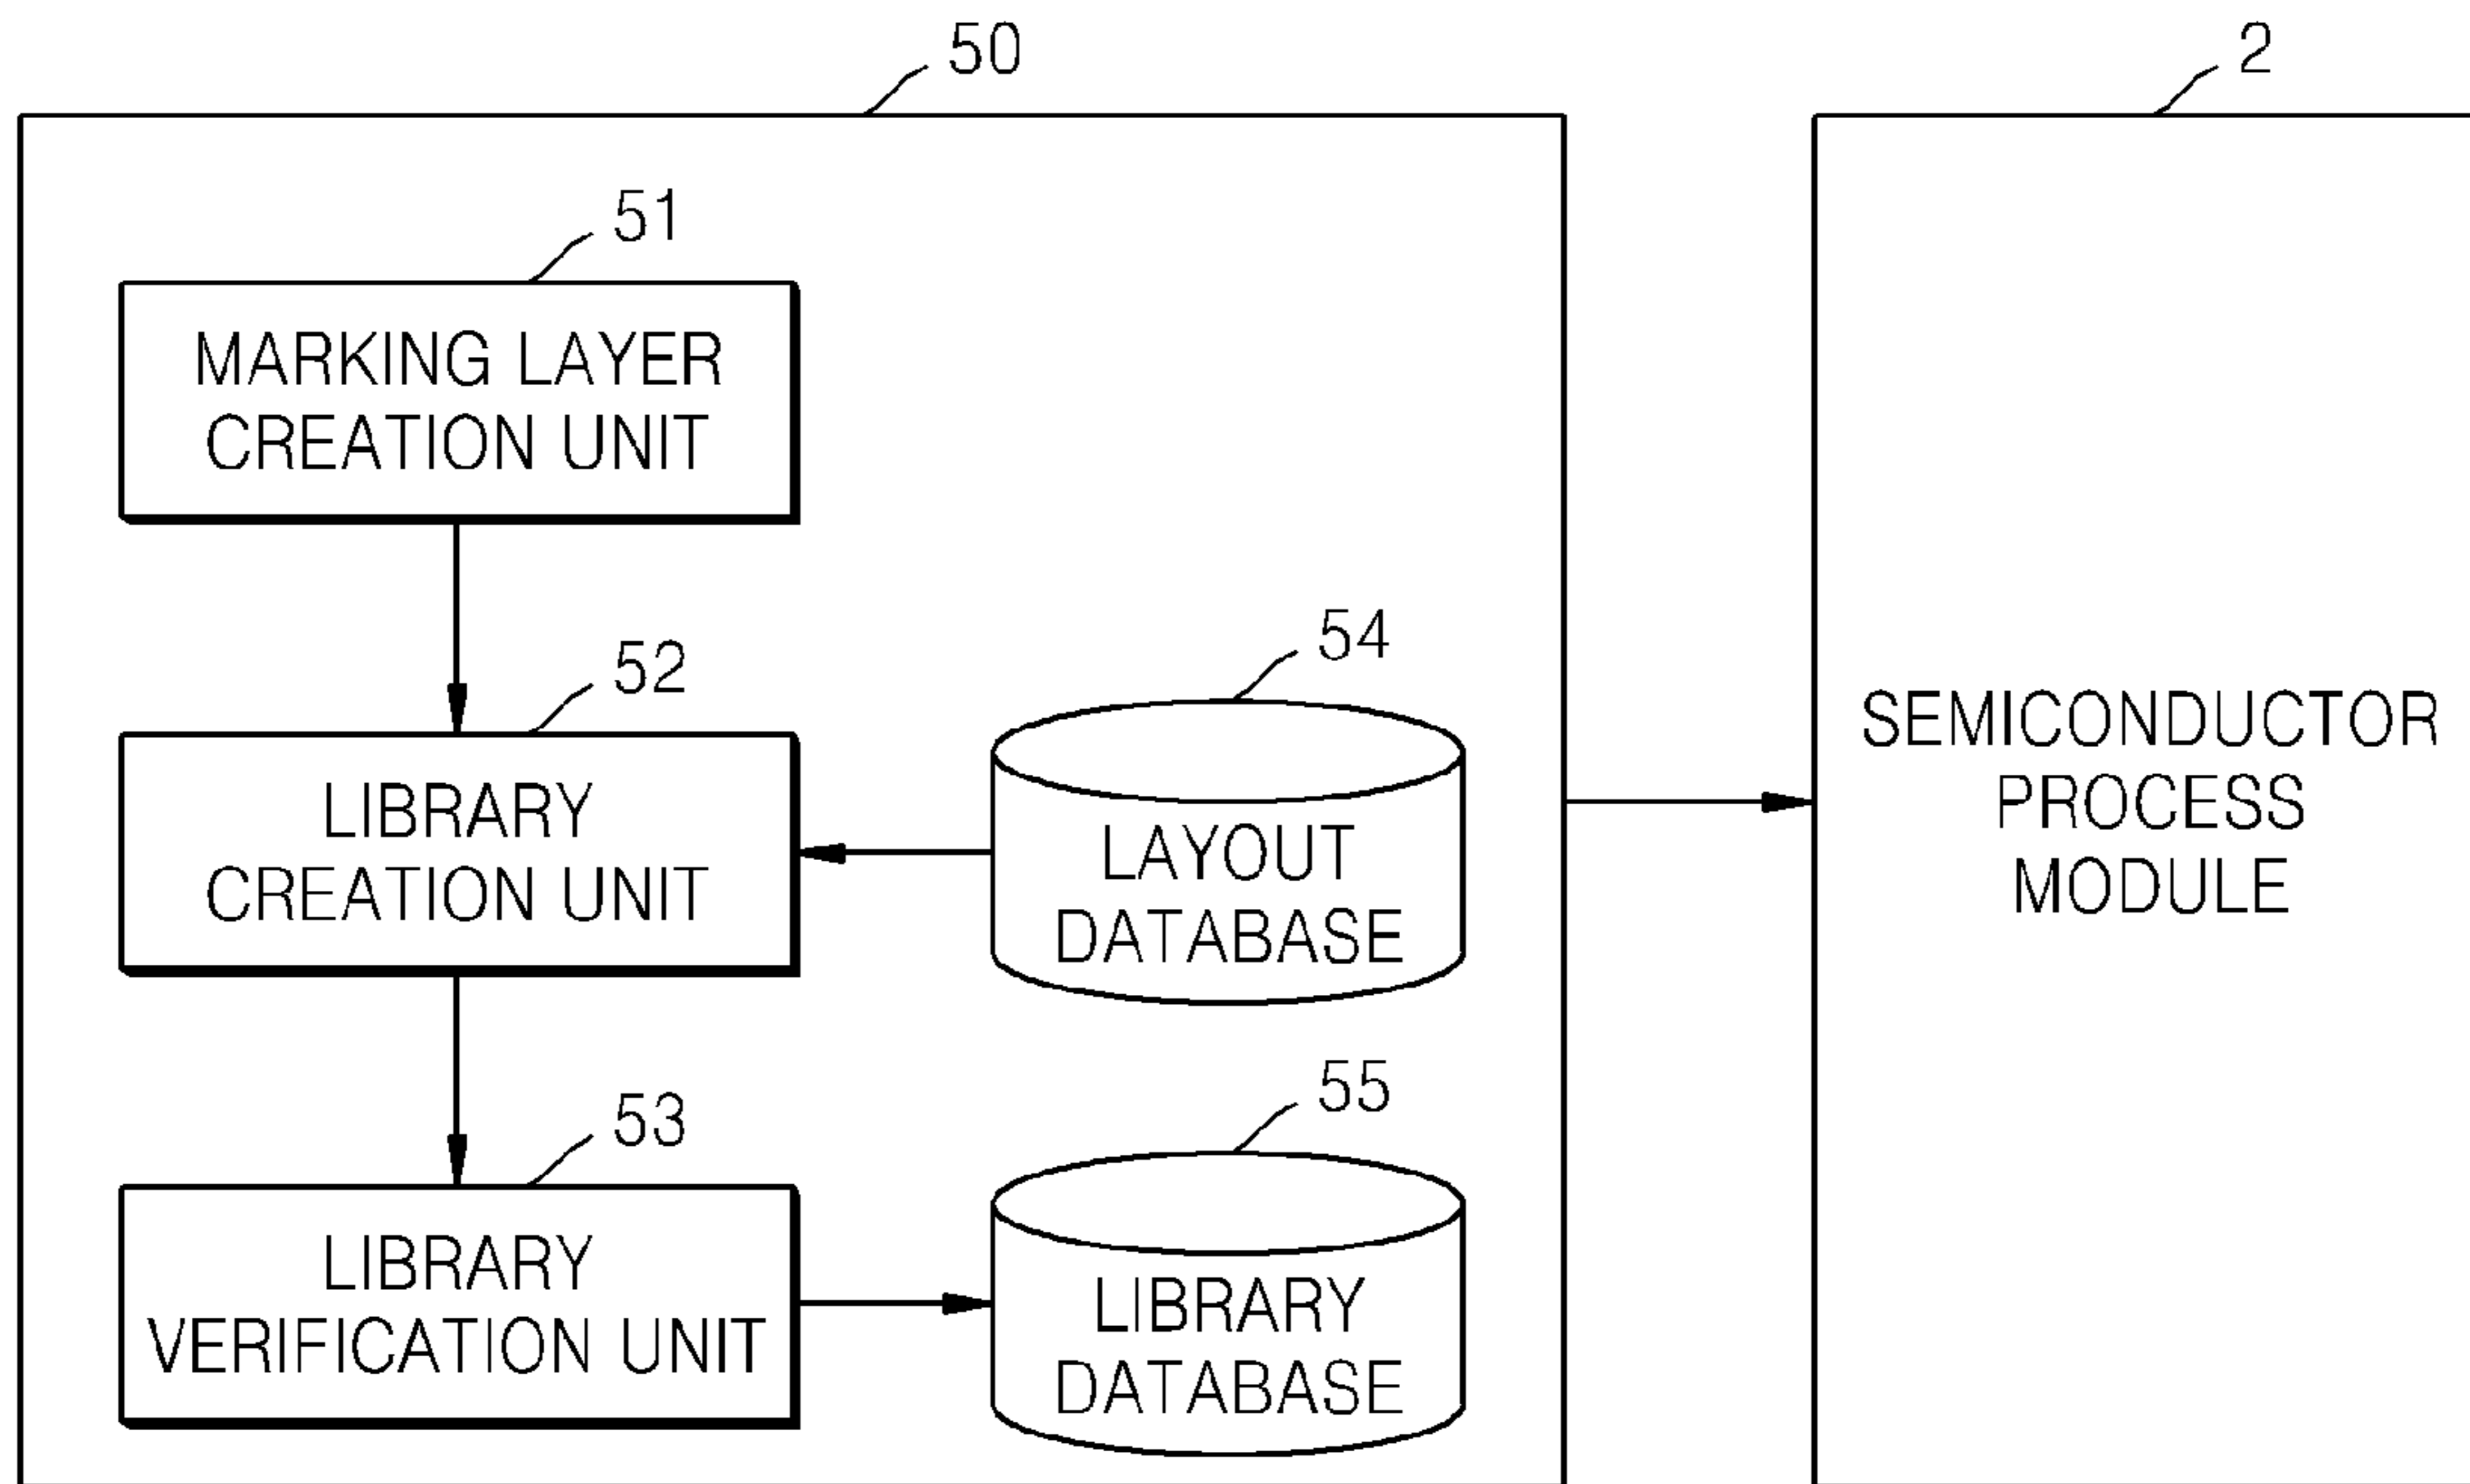 50
2
51
MARKING LAYER
CREATION UNIT
52
LIBRARY
CREATION UNIT
54
LAYOUT
DATABASE
SEMICONDUCTOR
PROCESS
MODULE
53
LIBRARY
VERIFICATION UNIT
55
LIBRARY
DATABASE